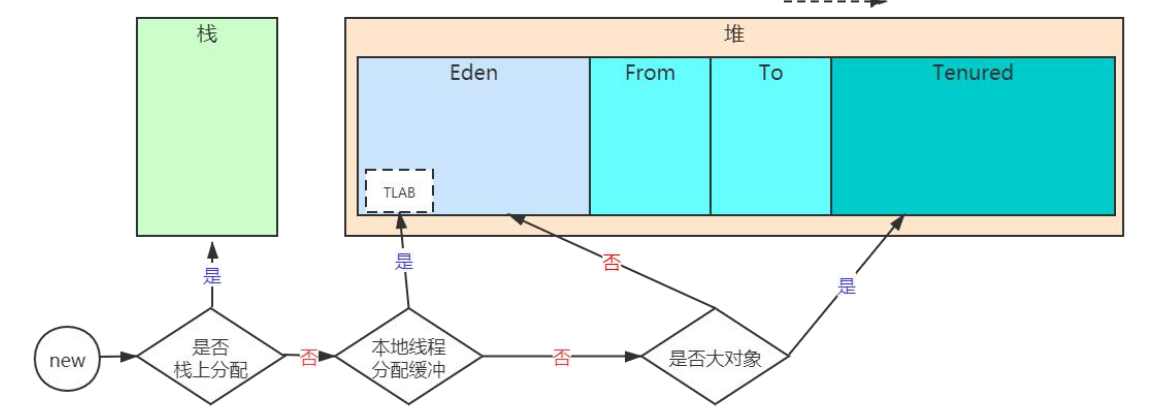 栈
堆
Eden
From
To
Tenured
TLAB
是
是
否
是
new
是否
栈上分配
否
本地线程
分配缓冲
否
是否大对象